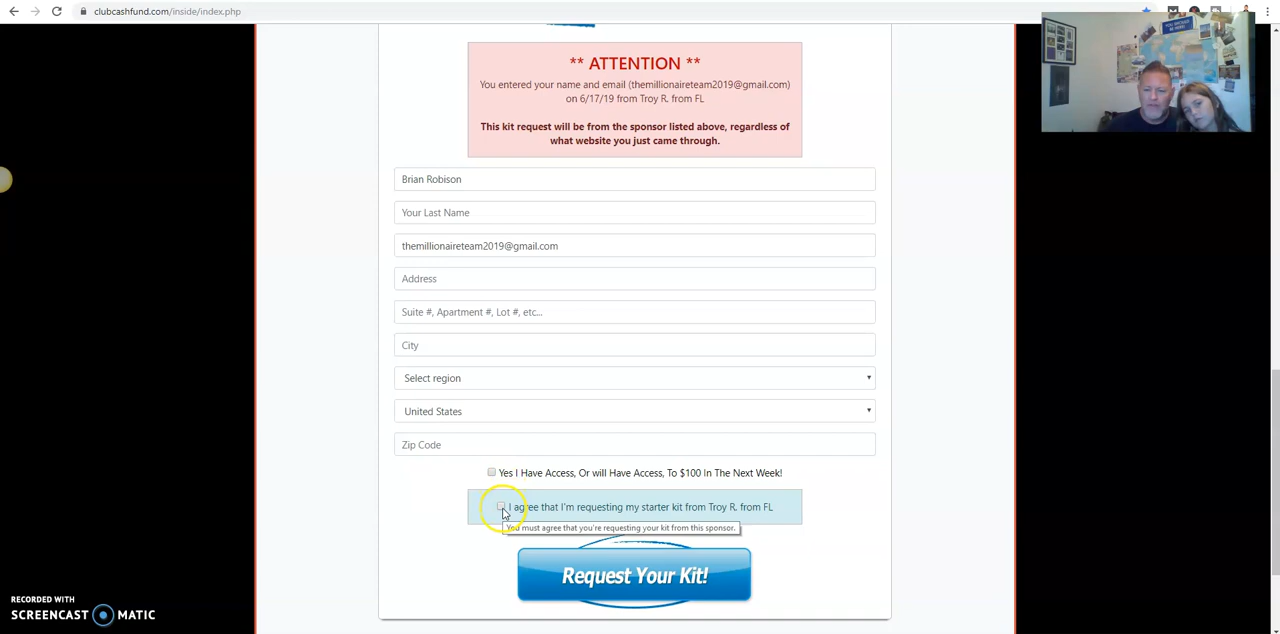 clubcashfund.com/inside/index.php
** ATTENTION **
You entered your name and email (themillionaireteam2019@gmail.com)
on 6/17/19 from Troy R. from FL
This kit request will be from the sponsor listed above, regardless of
what website you just came through.
Brian Robison
Your Last Name
themillionaireteam2019@gmail.com
Address
Suite #, Apartment #, Lot #, etc...
City
Select region
United States
Zip Code
Yes I Have Access, Or will Have Access, To $100 In The Next Week!
I agree that I'm requesting my starter kit from Troy R. from FL
You must agree that you're requesting your kit from this sponsor.
Request Your Kit!
RECORDED WITH
SCREENCAST MATIC